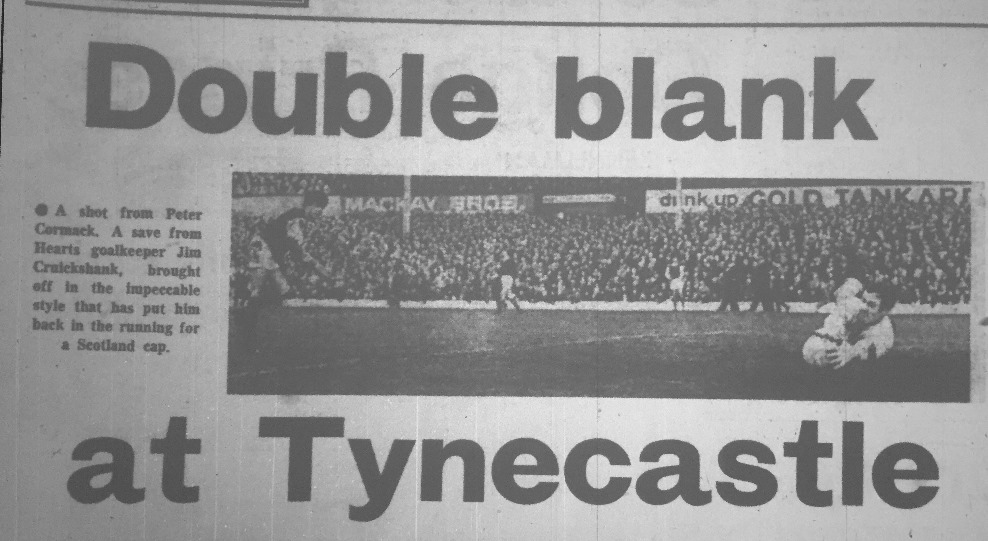 Double blank
● A shot from Peter
Cormack. A save from
Hearts goalkeeper Jim
Cruickshank, brought
off in the impeccable
style that has put him
back in the running for
a Scotland cap.
MACKAY BROS.
drink up GOLD TANKARD
at Tynecastle